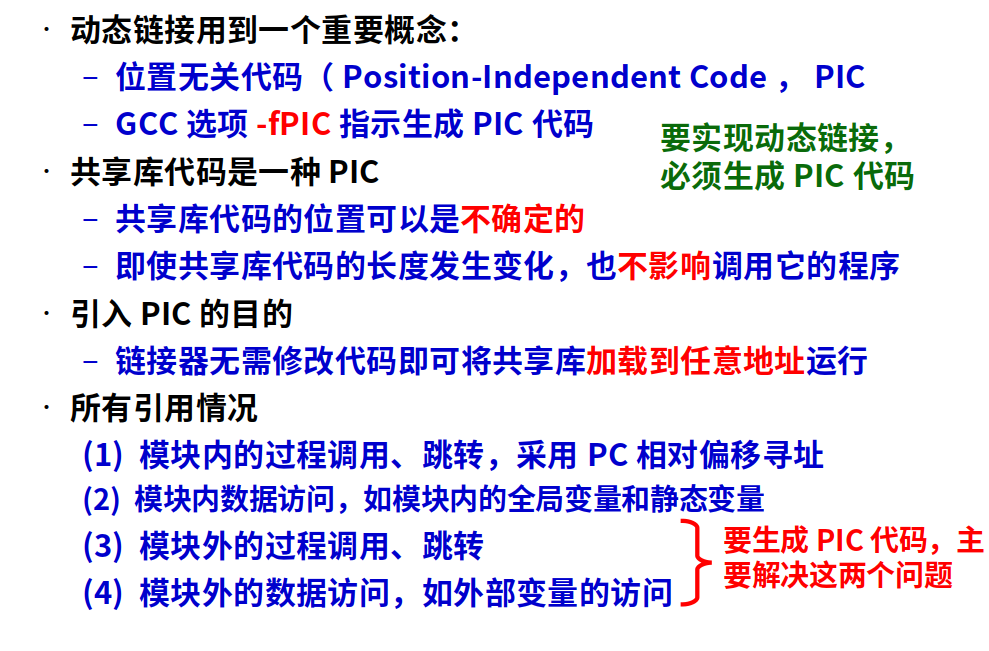 · 动态链接用到一个重要概念：
– 位置无关代码（ Position-Independent Code ， PIC
– GCC 选项 -fPIC 指示生成 PIC 代码
要实现动态链接，
必须生成 PIC 代码
· 共享库代码是一种 PIC
– 共享库代码的位置可以是不确定的
– 即使共享库代码的长度发生变化，也不影响调用它的程序
· 引入 PIC 的目的
– 链接器无需修改代码即可将共享库加载到任意地址运行
· 所有引用情况
(1) 模块内的过程调用、跳转，采用 PC 相对偏移寻址
(2) 模块内数据访问，如模块内的全局变量和静态变量
(3) 模块外的过程调用、跳转
(4) 模块外的数据访问，如外部变量的访问
要生成 PIC 代码，主
要解决这两个问题